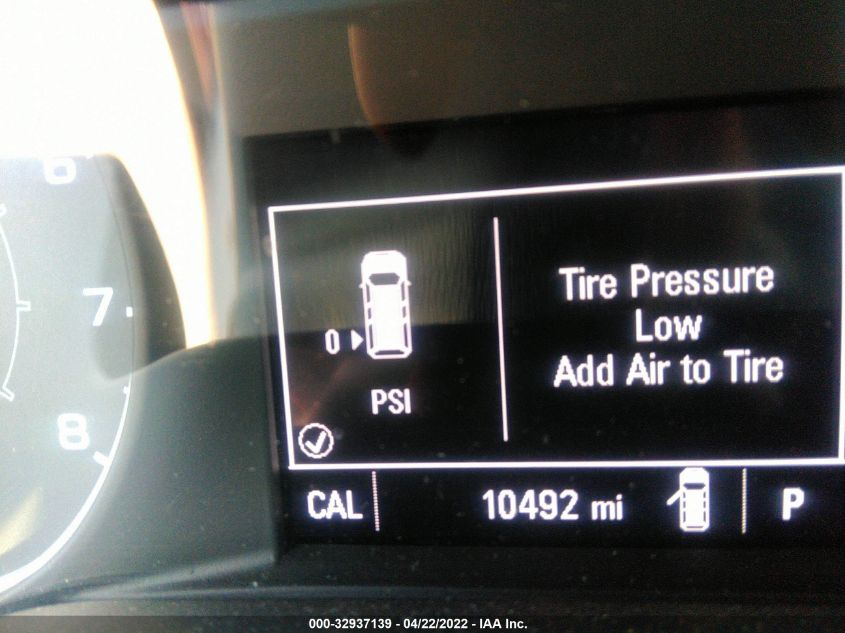 6
7
8
Tire Pressure
Low
Add Air to Tire
0
PSI
CAL
10492 mi
P
000-32937139 - 04/22/2022 - IAA Inc.